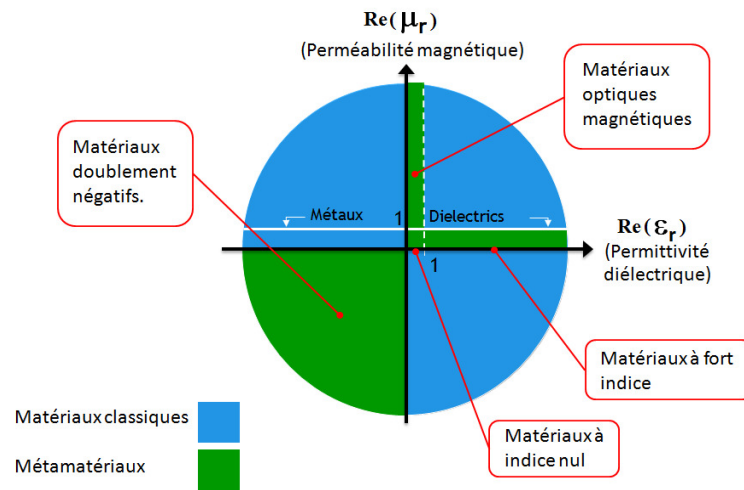 Re(μr)
(Perméabilité magnétique)
Matériaux
optiques
magnétiques
Matériaux
doublement
négatifs.
Métaux
1
Dielectrics
Re(εr)
(Permittivité
diélectrique)
1
Matériaux à fort
indice
Matériaux à
indice nul
Matériaux classiques
Métamatériaux